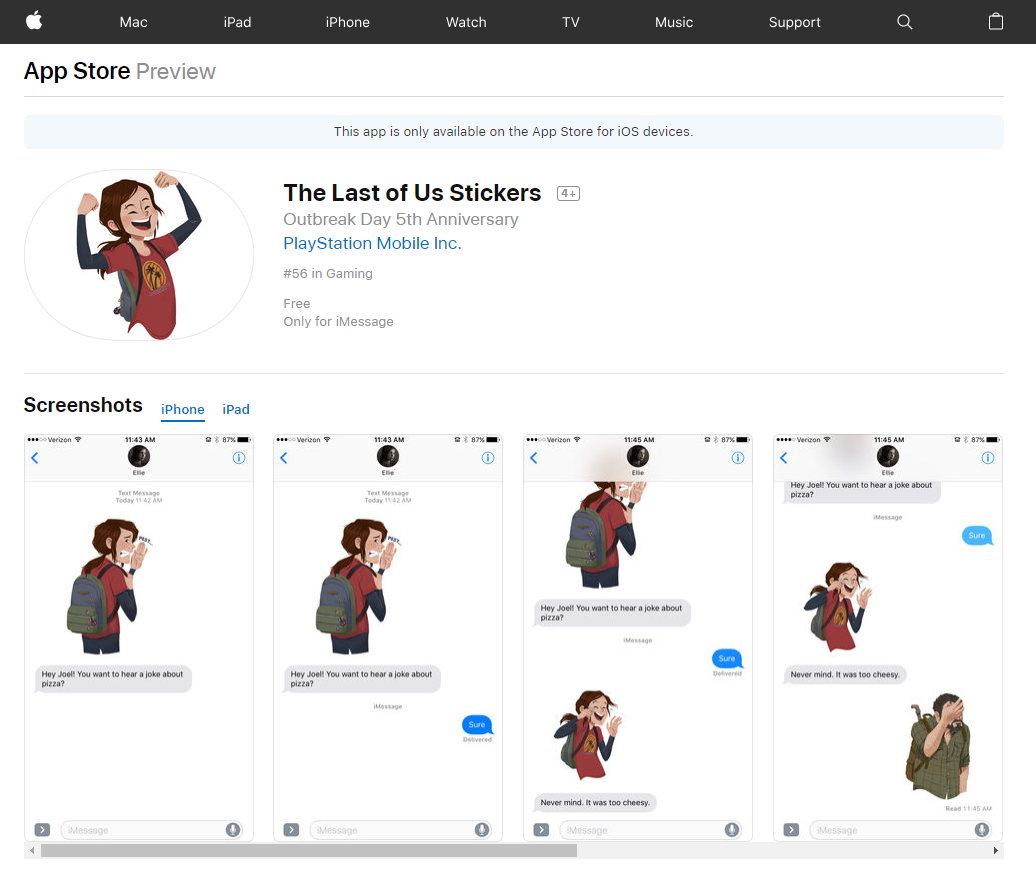 Mac iPad iPhone Watch TV Music Support
App Store Preview
This app is only available on the App Store for iOS devices.
The Last of Us Stickers 4+
Outbreak Day 5th Anniversary
PlayStation Mobile Inc.
#56 in Gaming
Free
Only for iMessage
Screenshots iPhone iPad
Verizon 11:43 AM 87%
Ellie
Text Message
Today 11:42 AM
PSST...
Hey Joel! You want to hear a joke about
pizza?
iMessage
Verizon 11:43 AM 87%
Ellie
Text Message
Today 11:42 AM
PSST...
Hey Joel! You want to hear a joke about
pizza?
iMessage
Sure
Delivered
iMessage
Verizon 11:45 AM 87%
Ellie
Hey Joel! You want to hear a joke about
pizza?
iMessage
Sure
Delivered
Never mind. It was too cheesy.
iMessage
Verizon 11:45 AM 87%
Ellie
Hey Joel! You want to hear a joke about
pizza?
iMessage
Sure
Never mind. It was too cheesy.
Read 11:45 AM
iMessage